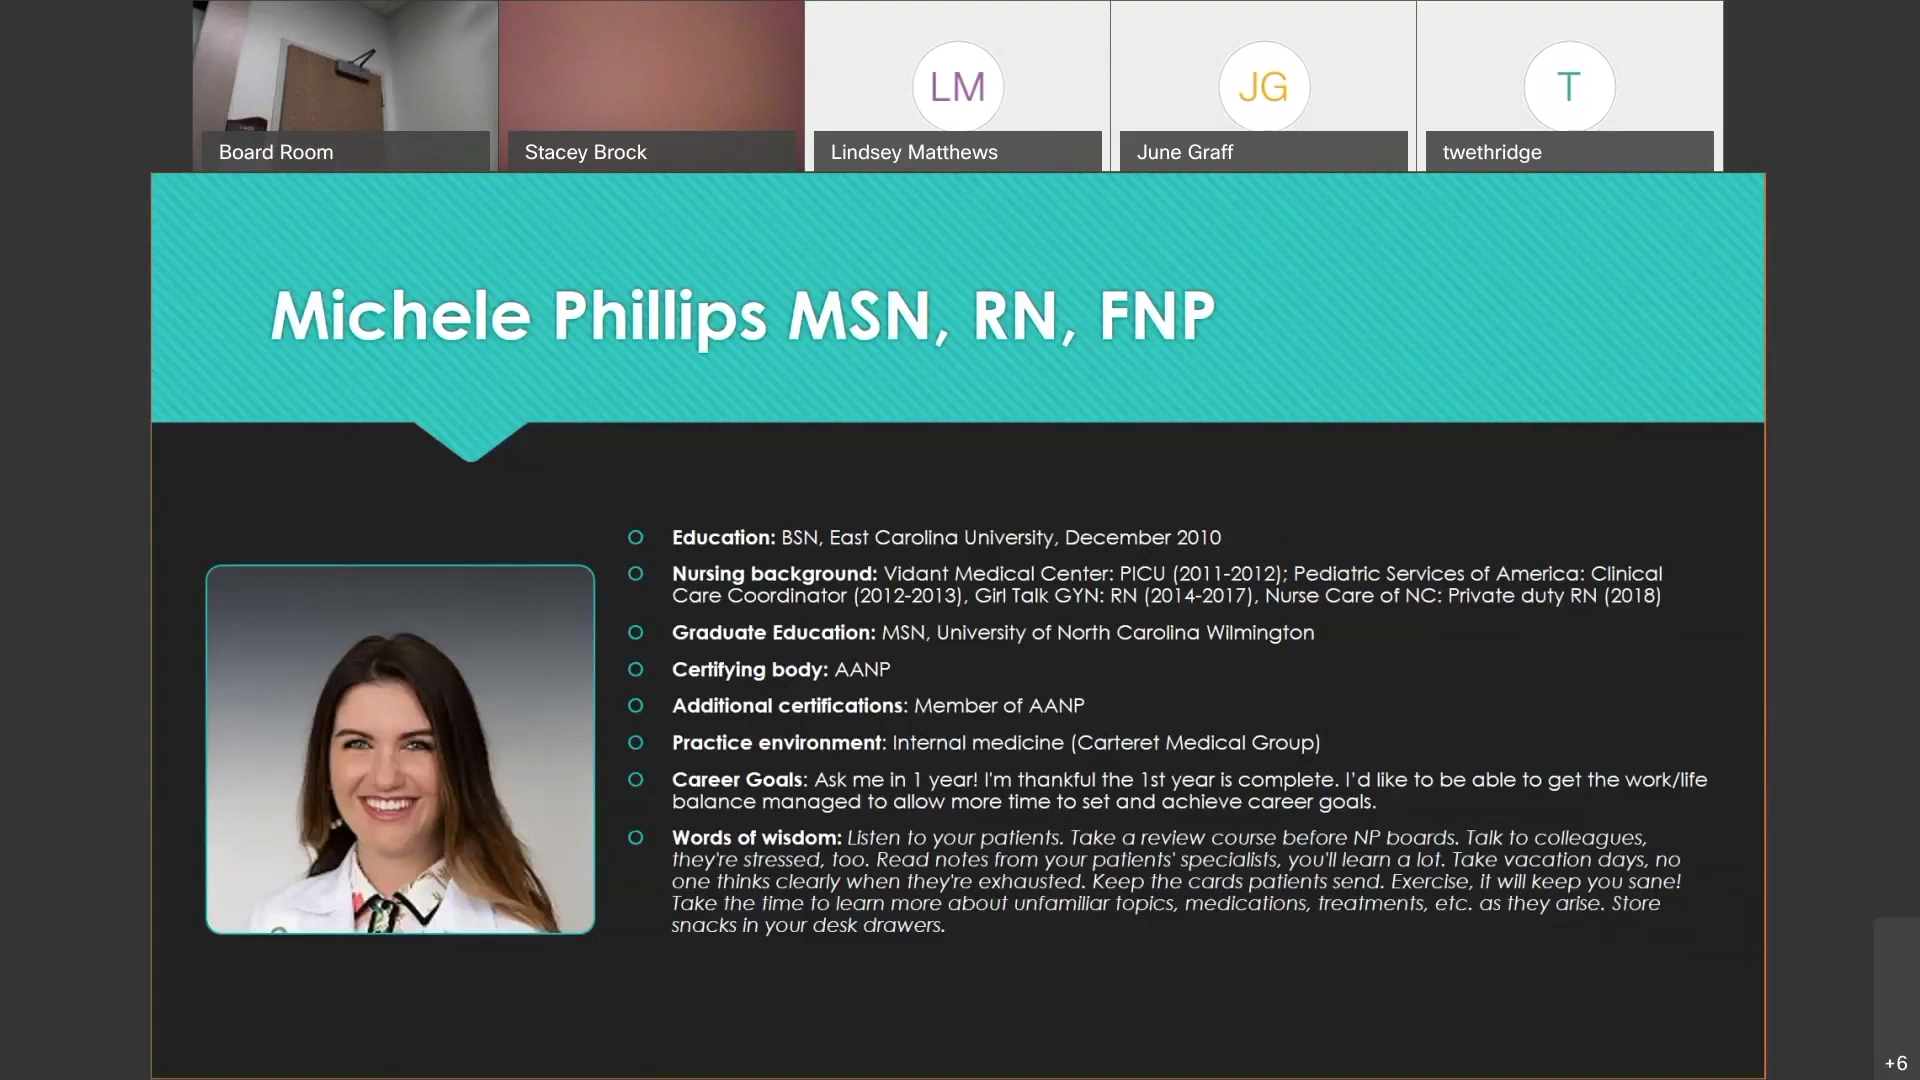 LM
JG
T
Board Room
Stacey Brock
Lindsey Matthews
June Graff
twethridge
Michele Phillips MSN, RN, FNP
Education: BSN, East Carolina University, December 2010
Nursing background: Vidant Medical Center: PICU (2011-2012); Pediatric Services of America: Clinical
Care Coordinator (2012-2013), Girl Talk GYN: RN (2014-2017), Nurse Care of NC: Private duty RN (2018)
Graduate Education: MSN, University of North Carolina Wilmington
Certifying body: AANP
Additional certifications: Member of AANP
Practice environment: Internal medicine (Carteret Medical Group)
Career Goals: Ask me in 1 year! I'm thankful the 1st year is complete. I’d like to be able to get the work/life
balance managed to allow more time to set and achieve career goals.
Words of wisdom: Listen to your patients. Take a review course before NP boards. Talk to colleagues,
they're stressed, too. Read notes from your patients' specialists, you'll learn a lot. Take vacation days, no
one thinks clearly when they're exhausted. Keep the cards patients send. Exercise, it will keep you sane!
Take the time to learn more about unfamiliar topics, medications, treatments, etc. as they arise. Store
snacks in your desk drawers.
+6